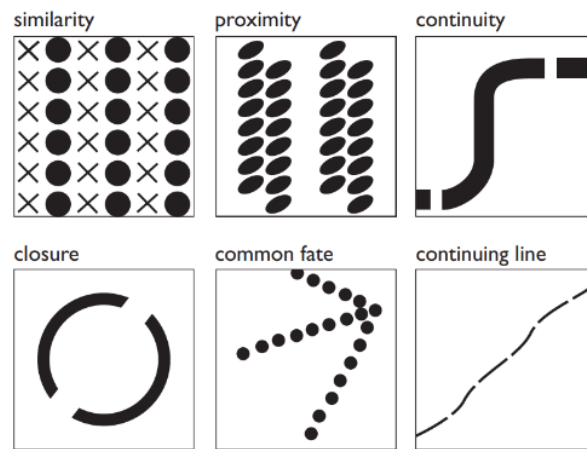 similarity
proximity
continuity
closure
common fate
continuing line